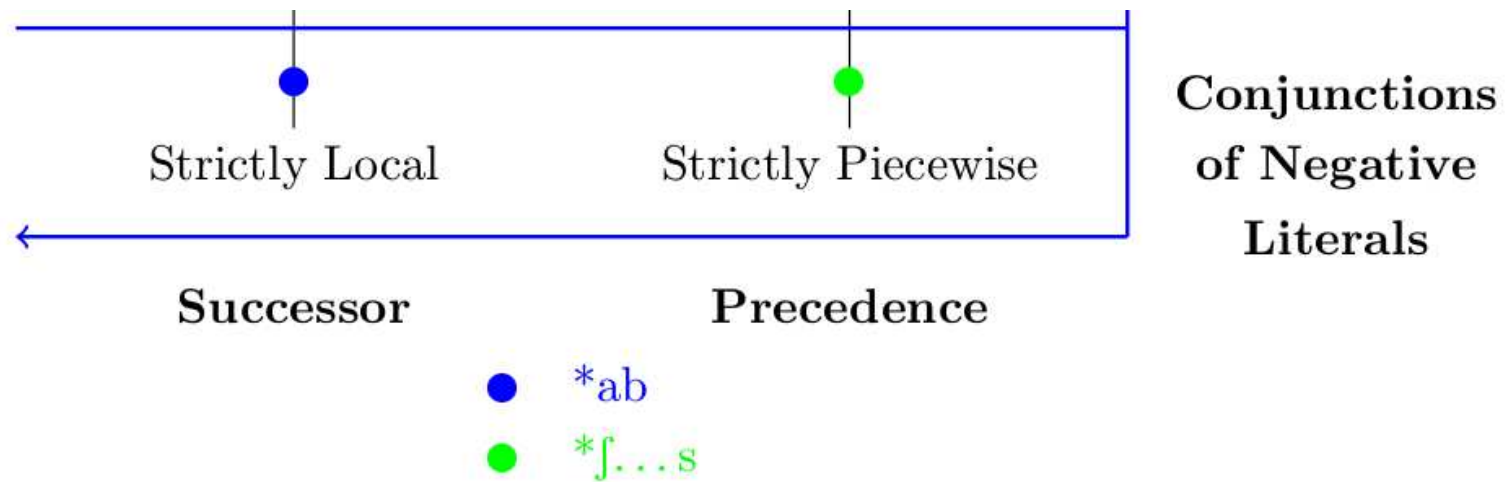 Conjunctions
of Negative
Literals
Strictly Local
Strictly Piecewise
Successor
Precedence
*ab
*ʃ...s